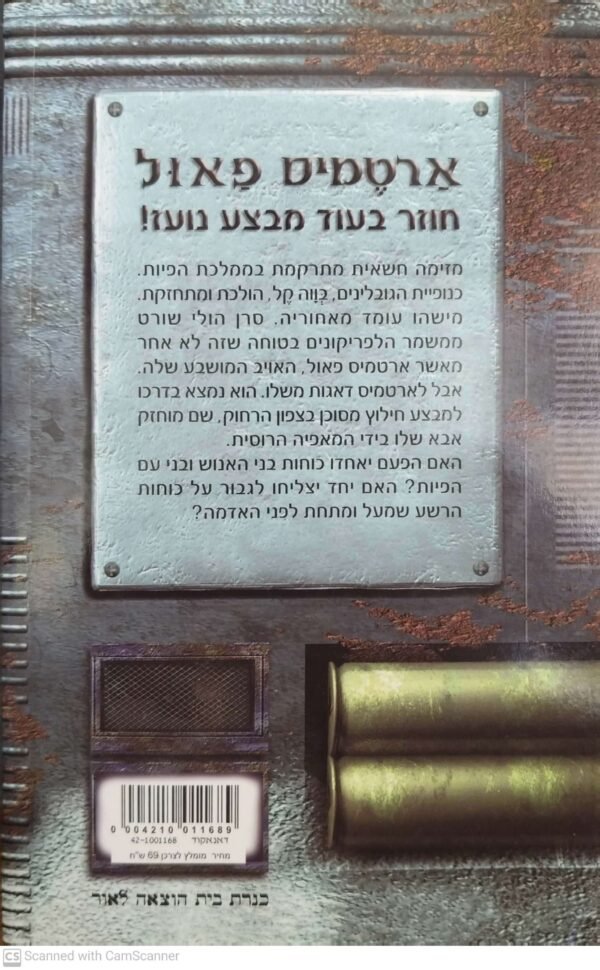 אַרטֶמיס פַאוּל
חוזר בעוד מבצע נועז!
מזימה חשאית מתרקמת בממלכת הפיות.
כנופיית הגובלינים, בְּווָה קֶל, הולכת ומתחזקת.
מישהו עומד מאחוריה. סרן הולי שורט
ממשמר הלפריקונים בטוחה שזה לא אחר
מאשר ארטמיס פאול, האויב המושבע שלה.
אבל לארטמיס דאגות משלו. הוא נמצא בדרכו
למבצע חילוץ מסוכן בצפון הרחוק, שם מוחזק
אבא שלו בידי המאפיה הרוסית.
האם הפעם יאחדו כוחות בני האנוש ובני עם
הפיות? האם יחד יצליחו לגבור על כוחות
הרשע שמעל ומתחת לפני האדמה?
0 004210 011689
דאנאקוד 42-1001168
מחיר מומלץ לצרכן 69 ש"ח
כנרת בית הוצאה לאור
CS Scanned with CamScanner